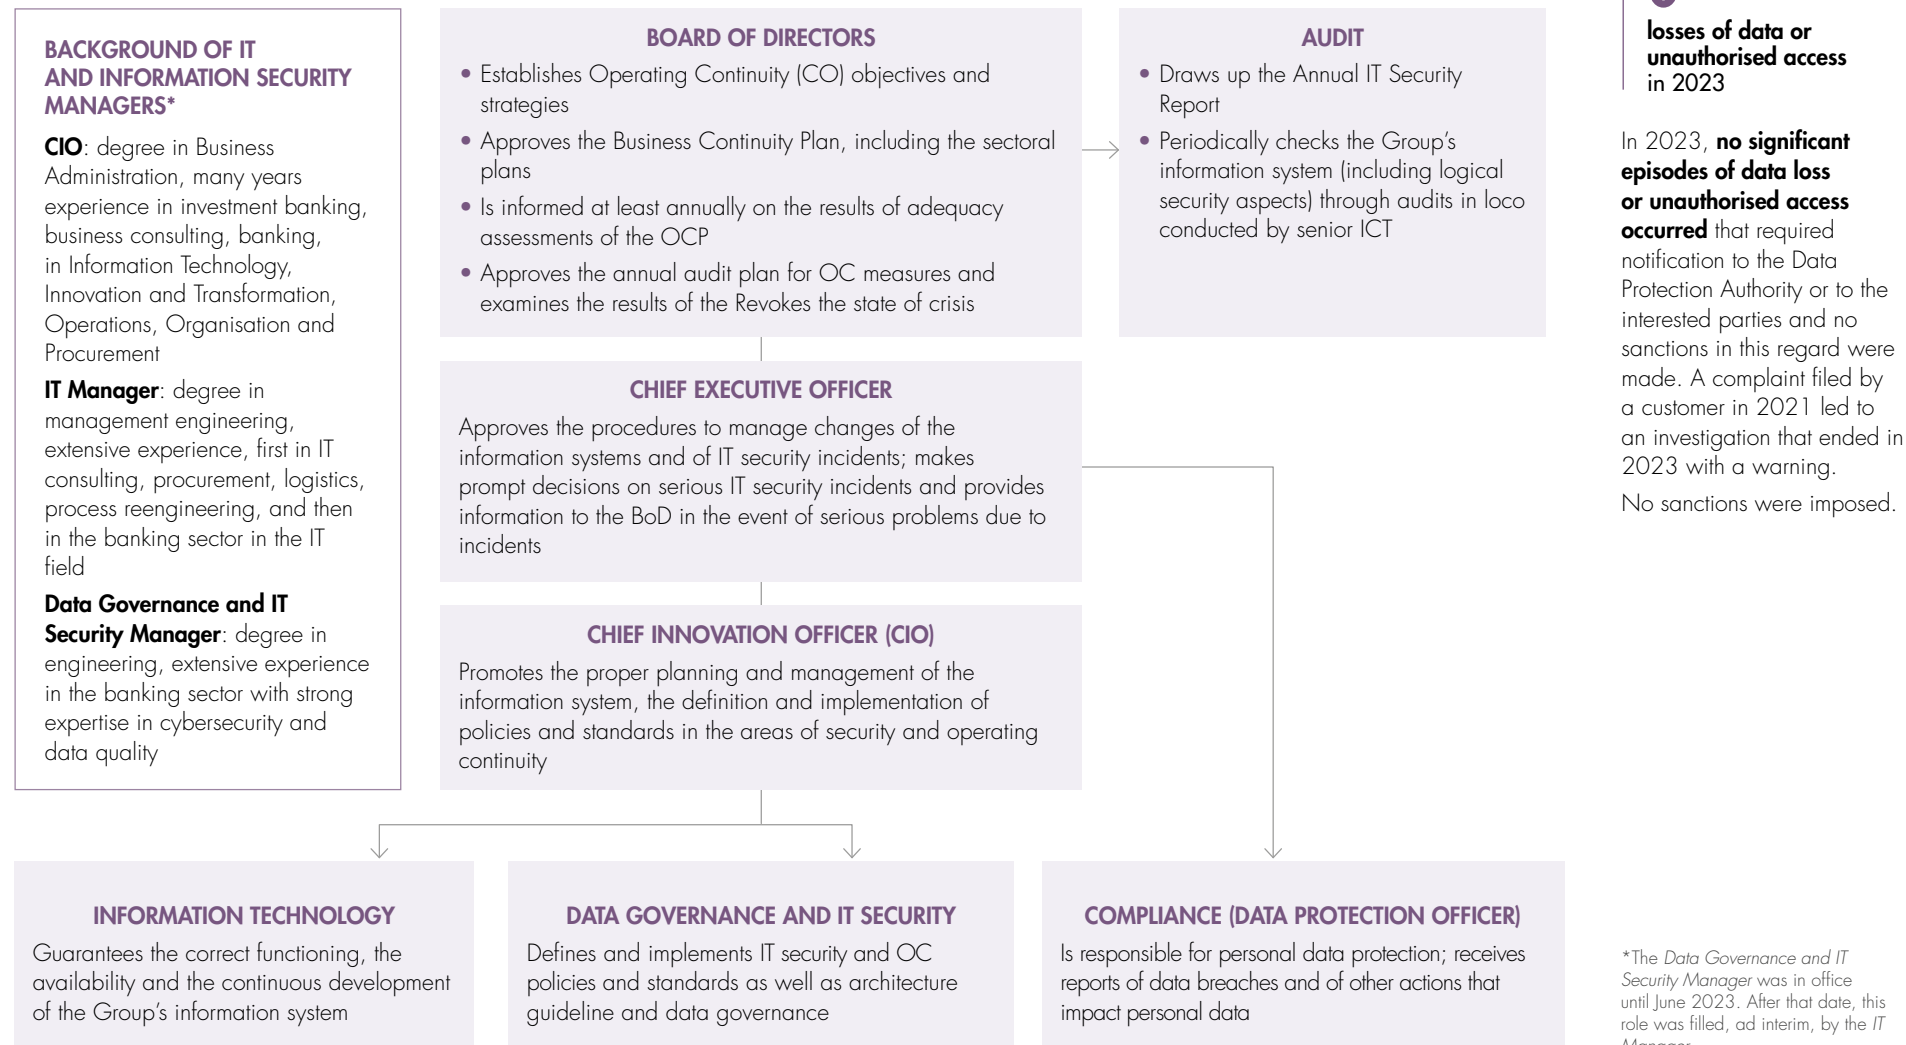 BACKGROUND OF IT
AND INFORMATION SECURITY
MANAGERS*
CIO: degree in Business
Administration, many years
experience in investment banking,
business consulting, banking,
in Information Technology,
Innovation and Transformation,
Operations, Organisation and
Procurement
IT Manager: degree in
management engineering,
extensive experience, first in IT
consulting, procurement, logistics,
process reengineering, and then
in the banking sector in the IT
field
Data Governance and IT
Security Manager: degree in
engineering, extensive experience
in the banking sector with strong
expertise in cybersecurity and
data quality
BOARD OF DIRECTORS
• Establishes Operating Continuity (CO) objectives and
strategies
• Approves the Business Continuity Plan, including the sectoral
plans
• Is informed at least annually on the results of adequacy
assessments of the OCP
• Approves the annual audit plan for OC measures and
examines the results of the Revokes the state of crisis
AUDIT
• Draws up the Annual IT Security
Report
• Periodically checks the Group's
information system (including logical
security aspects) through audits in loco
conducted by senior ICT
CHIEF EXECUTIVE OFFICER
Approves the procedures to manage changes of the
information systems and of IT security incidents; makes
prompt decisions on serious IT security incidents and provides
information to the BoD in the event of serious problems due to
incidents
CHIEF INNOVATION OFFICER (CIO)
Promotes the proper planning and management of the
information system, the definition and implementation of
policies and standards in the areas of security and operating
continuity
INFORMATION TECHNOLOGY
Guarantees the correct functioning, the
availability and the continuous development
of the Group's information system
DATA GOVERNANCE AND IT SECURITY
Defines and implements IT security and OC
policies and standards as well as architecture
guideline and data governance
COMPLIANCE (DATA PROTECTION OFFICER)
Is responsible for personal data protection; receives
reports of data breaches and of other actions that
impact personal data
losses of data or
unauthorised access
in 2023
In 2023, no significant
episodes of data loss
or unauthorised access
occurred that required
notification to the Data
Protection Authority or to the
interested parties and no
sanctions in this regard were
made. A complaint filed by
a customer in 2021 led to
an investigation that ended in
2023 with a warning.
No sanctions were imposed.
*The Data Governance and IT
Security Manager was in office
until June 2023. After that date, this
role was filled, ad interim, by the IT
Manager